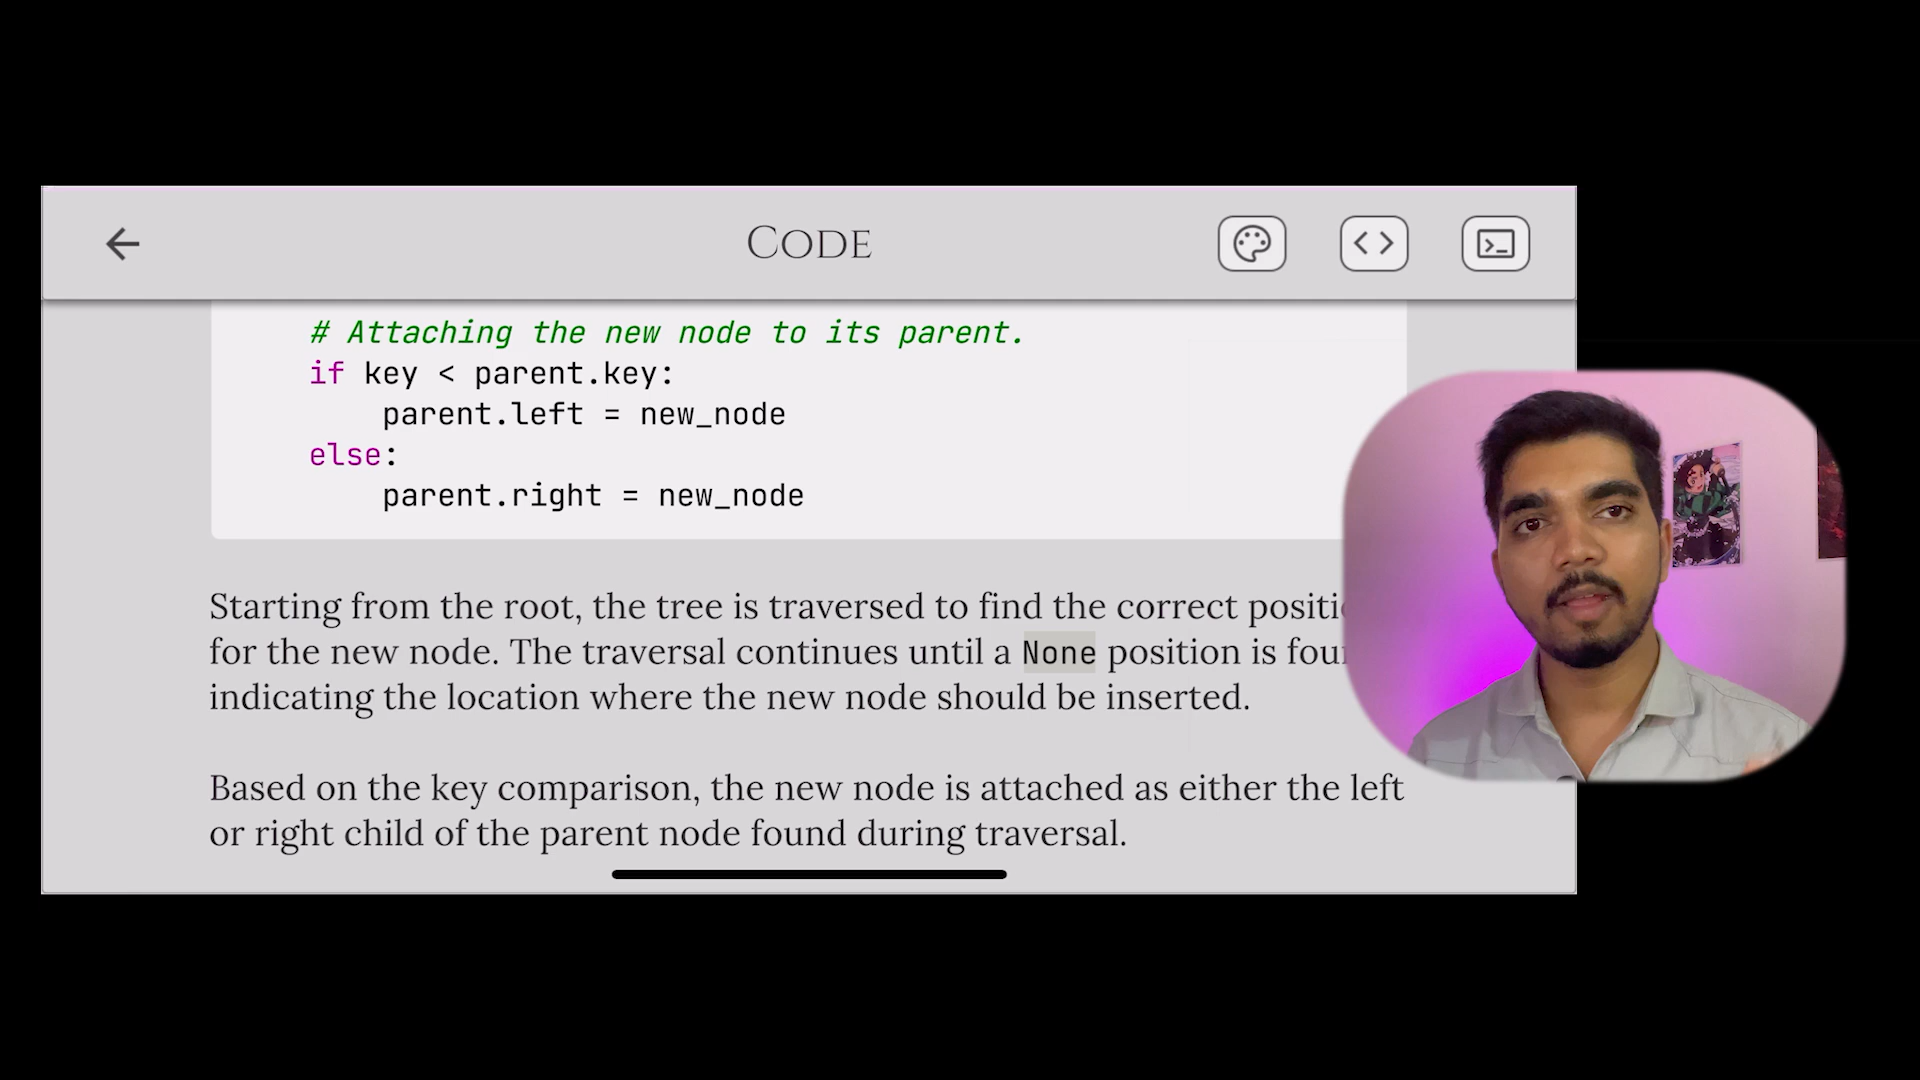 CODE
# Attaching the new node to its parent.
if key < parent.key:
parent.left = new_node
else:
parent.right = new_node
Starting from the root, the tree is traversed to find the correct
for the new node. The traversal continues until a None position is
indicating the location where the new node should be inserted.
Based on the key comparison, the new node is attached as either the left
or right child of the parent node found during traversal.